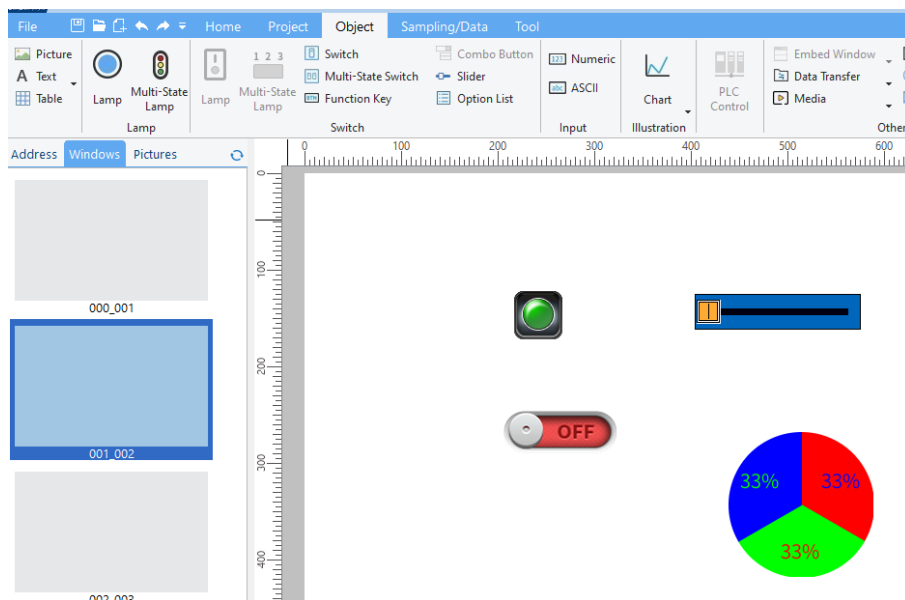 File Home Project Object Sampling/Data Tool
Picture
Text
Table
Lamp
Multi-State
Lamp
Lamp
1 2 3
Multi-State
Lamp
Lamp
Switch
Multi-State Switch
Function Key
Combo Button
Slider
Option List
Switch
123 Numeric
abc ASCII
Input
Chart
Illustration
PLC
Control
Embed Window
Data Transfer
Media
Other
Address Windows Pictures
0 100 200 300 400 500 600
0
100
200
300
400
000_001
001_002
002_003
OFF
33% 33%
33%